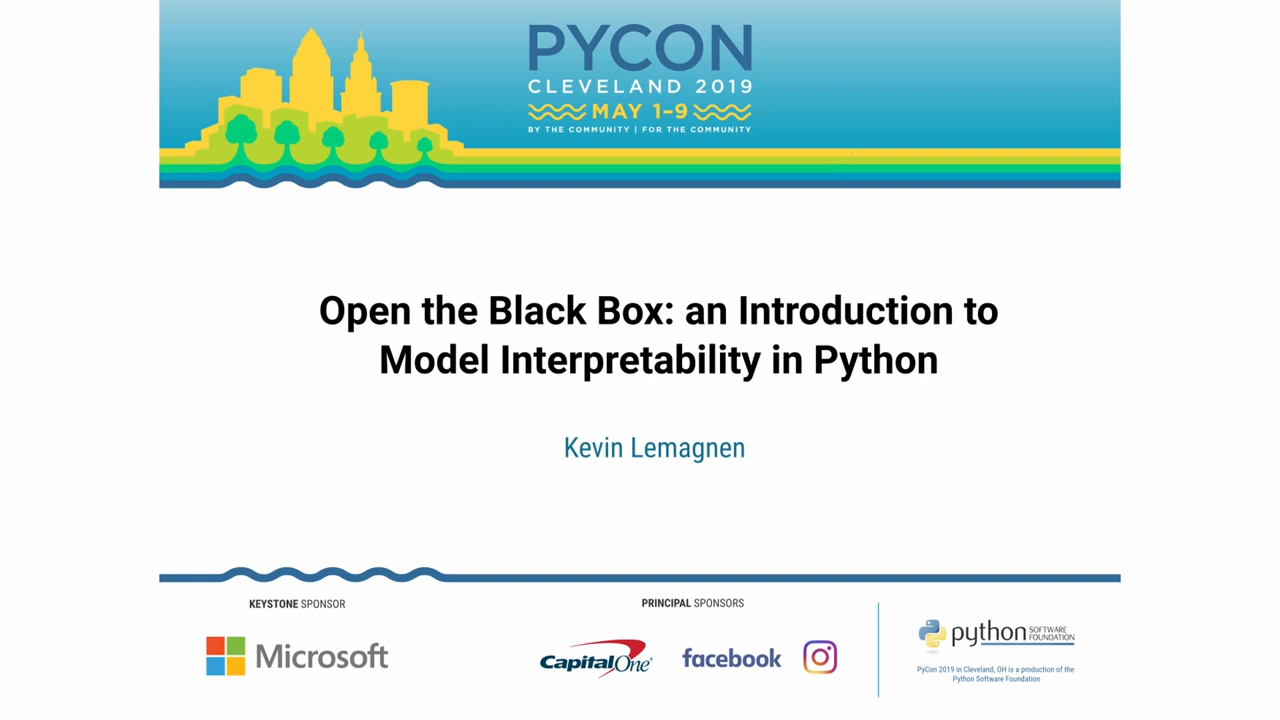 PYCON
CLEVELAND 2019
MAY 1-9
BY THE COMMUNITY | FOR THE COMMUNITY
Open the Black Box: an Introduction to
Model Interpretability in Python
Kevin Lemagnen
KEYSTONE SPONSOR
PRINCIPAL SPONSORS
Microsoft
Capital One
facebook
python SOFTWARE FOUNDATION
PyCon 2019 in Cleveland, OH is a production of the
Python Software Foundation